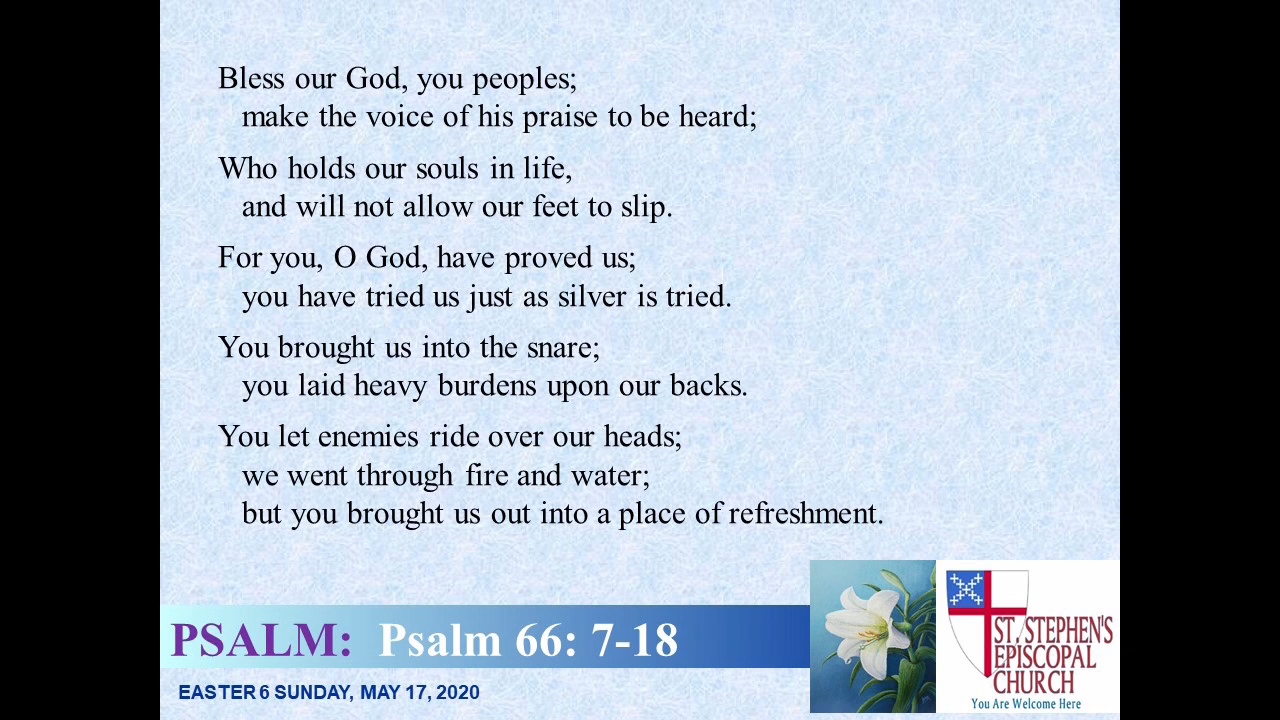 Bless our God, you peoples;
make the voice of his praise to be heard;
Who holds our souls in life,
and will not allow our feet to slip.
For you, O God, have proved us;
you have tried us just as silver is tried.
You brought us into the snare;
you laid heavy burdens upon our backs.
You let enemies ride over our heads;
we went through fire and water;
but you brought us out into a place of refreshment.
PSALM: Psalm 66: 7-18
EASTER 6 SUNDAY, MAY 17, 2020
ST. STEPHEN'S
EPISCOPAL
CHURCH
You Are Welcome Here